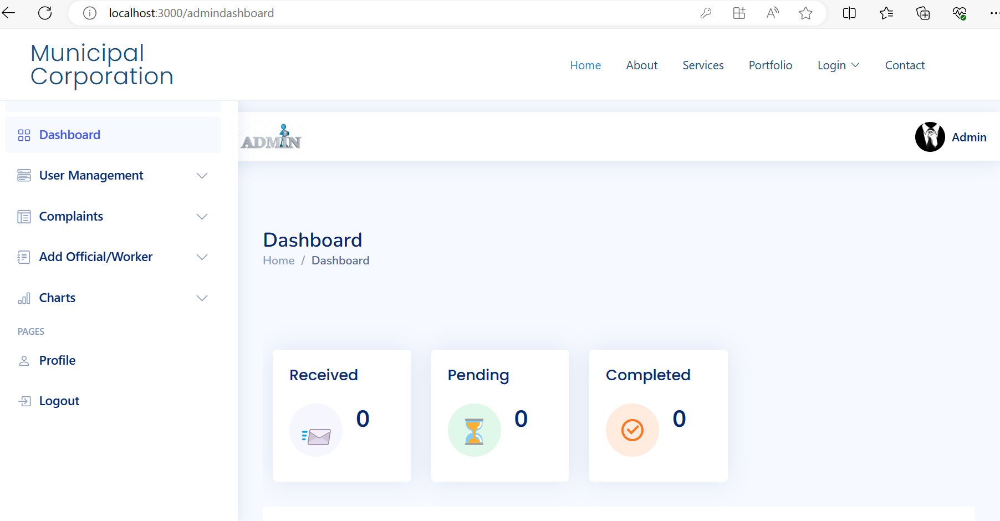 localhost:3000/admindashboard
Municipal
Corporation
Home
About
Services
Portfolio
Login
Contact
Dashboard
User Management
Complaints
Add Official/Worker
Charts
PAGES
Profile
Logout
ADMIN
Admin
Dashboard
Home / Dashboard
Received
0
Pending
0
Completed
0